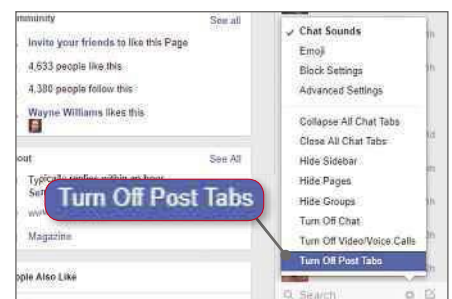 mmunity See all
Invite your friends to like this Page
4,633 people like this
4,380 people follow this
Wayne Williams likes this
out See All
Typically replies within an hour
Sen
www
Magazine
ople Also Like
Turn Off Post Tabs
Chat Sounds
Emoji
Block Settings
Advanced Settings
Collapse All Chat Tabs
Close All Chat Tabs
Hide Sidebar
Hide Pages
Hide Groups
Turn Off Chat
Turn Off Video/Voice Calls
Turn Off Post Tabs
Search